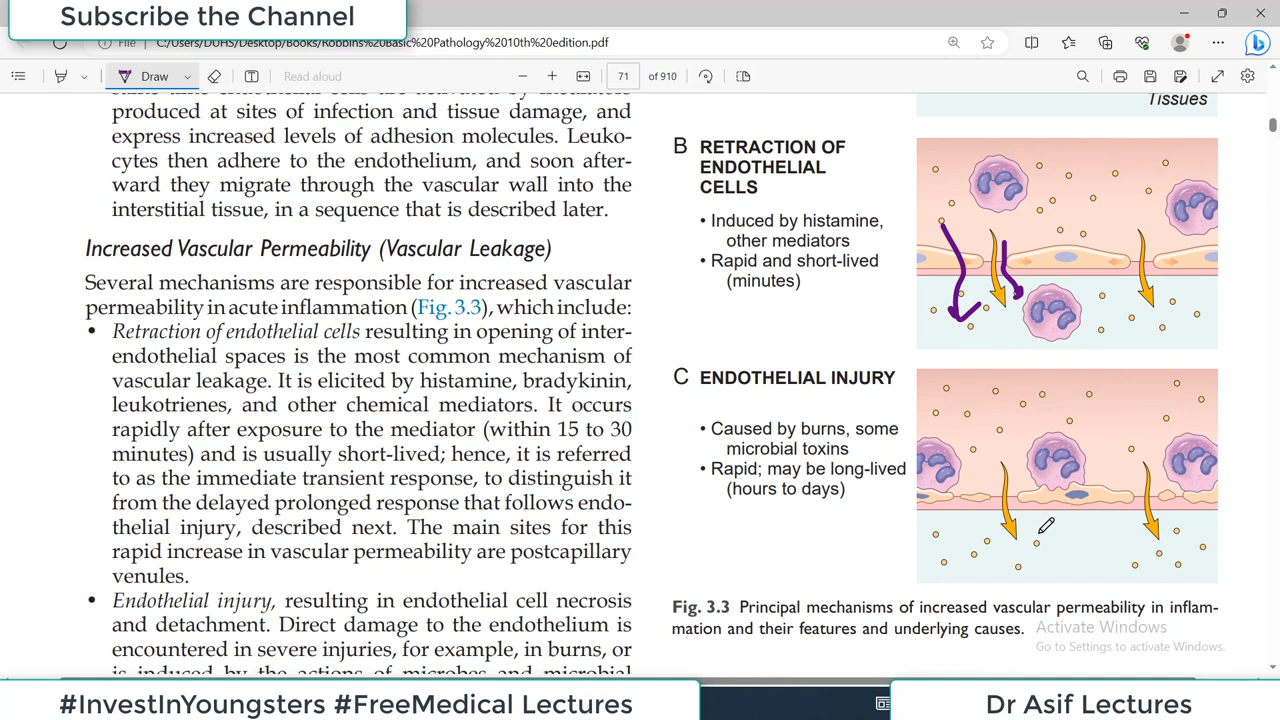 Subscribe the Channel
File
C:/Users/DUHS/Desktop/Books/Robbins%20Basic%20Pathology%2010th%20edition.pdf
Draw
Read aloud
71
of 910
produced at sites of infection and tissue damage, and
express increased levels of adhesion molecules. Leuko-
cytes then adhere to the endothelium, and soon after-
ward they migrate through the vascular wall into the
interstitial tissue, in a sequence that is described later.
Increased Vascular Permeability (Vascular Leakage)
Several mechanisms are responsible for increased vascular
permeability in acute inflammation (Fig. 3.3), which include:
• Retraction of endothelial cells resulting in opening of inter-
endothelial spaces is the most common mechanism of
vascular leakage. It is elicited by histamine, bradykinin,
leukotrienes, and other chemical mediators. It occurs
rapidly after exposure to the mediator (within 15 to 30
minutes) and is usually short-lived; hence, it is referred
to as the immediate transient response, to distinguish it
from the delayed prolonged response that follows endo-
thelial injury, described next. The main sites for this
rapid increase in vascular permeability are postcapillary
venules.
• Endothelial injury, resulting in endothelial cell necrosis
and detachment. Direct damage to the endothelium is
encountered in severe injuries, for example, in burns, or
is induced by the actions of microbes and microbial
Tissues
B RETRACTION OF
ENDOTHELIAL
CELLS
• Induced by histamine,
other mediators
• Rapid and short-lived
(minutes)
C ENDOTHELIAL INJURY
• Caused by burns, some
microbial toxins
• Rapid; may be long-lived
(hours to days)
Fig. 3.3 Principal mechanisms of increased vascular permeability in inflam-
mation and their features and underlying causes.
Activate Windows
Go to Settings to activate Windows.
#InvestInYoungsters #FreeMedical Lectures
Dr Asif Lectures